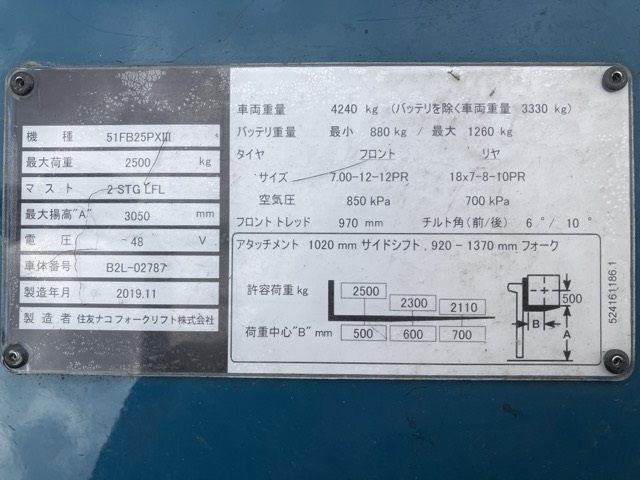 機 種 51FB25PXⅢ
最大荷重 2500 kg
マスト 2 STG LFL
最大揚高"A" 3050 mm
電 圧 48 V
車体番号 B2L-02787
製造年月 2019.11
製造者 住友ナコ フォークリフト株式会社
車両重量 4240 kg (バッテリを除く車両重量 3330 kg)
バッテリ重量 最小 880 kg / 最大 1260 kg
タイヤ フロント リヤ
サイズ 7.00-12-12PR 18x7-8-10PR
空気圧 850 kPa 700 kPa
フロントトレッド 970 mm チルト角(前/後) 6°/ 10°
アタッチメント 1020 mm サイドシフト, 920 - 1370 mm フォーク
許容荷重 kg 2500 2300 2110
荷重中心"B" mm 500 600 700
500
B
A
524161186.1